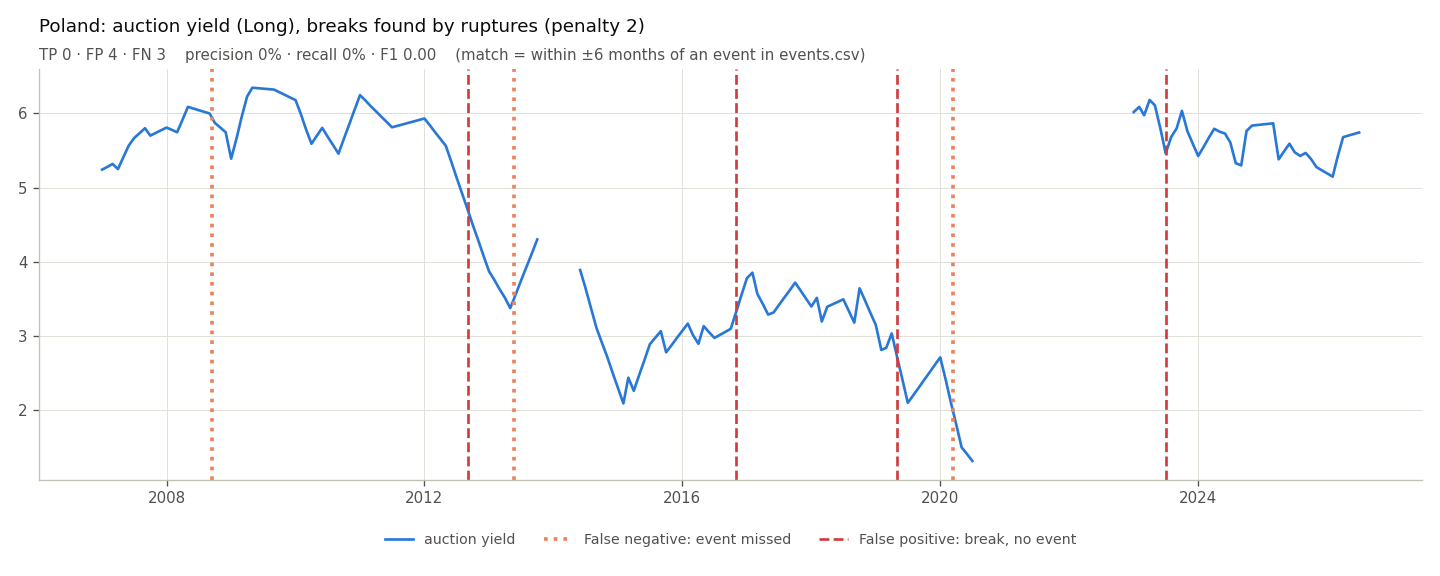 Poland: auction yield (Long), breaks found by ruptures (penalty 2)
TP 0 · FP 4 · FN 3    precision 0% · recall 0% · F1 0.00    (match = within ±6 months of an event in events.csv)
6
5
4
3
2
2008 2012 2016 2020 2024
auction yield    False negative: event missed    False positive: break, no event